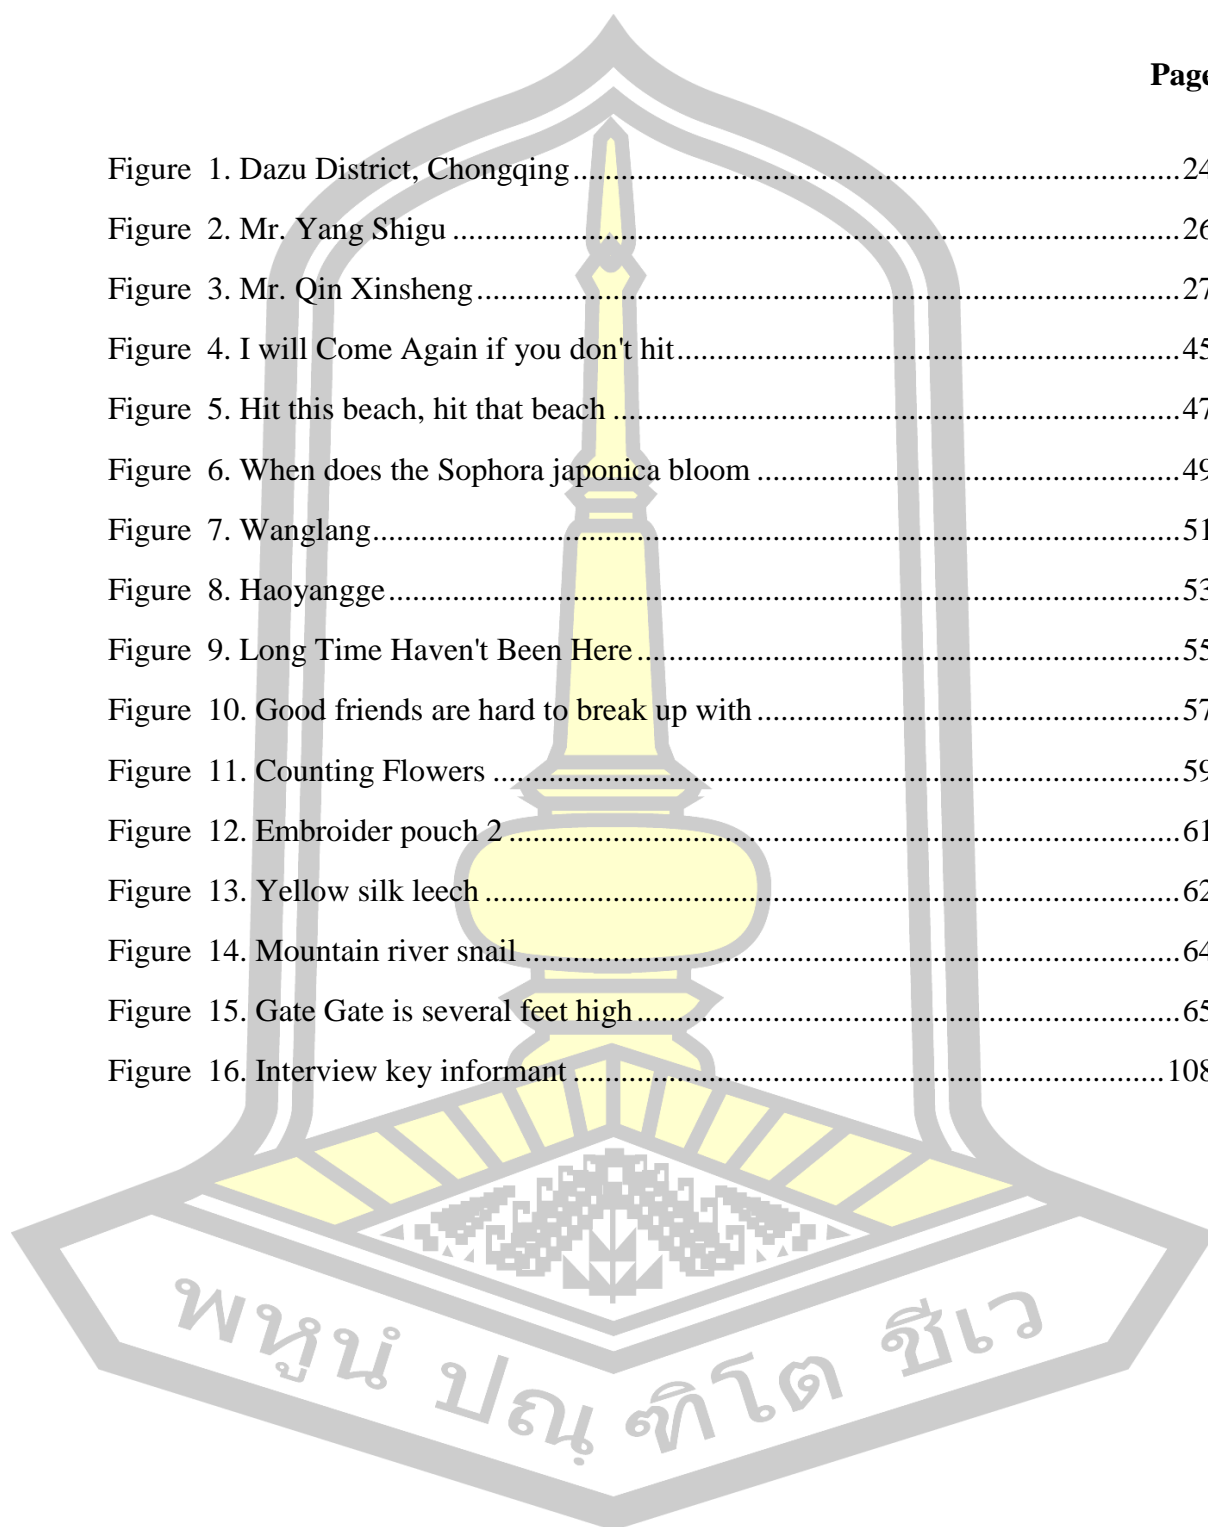 Page
Figure 1. Dazu District, Chongqing ........ 24
Figure 2. Mr. Yang Shigu ........ 26
Figure 3. Mr. Qin Xinsheng ........ 27
Figure 4. I will Come Again if you don't hit ........ 45
Figure 5. Hit this beach, hit that beach ........ 47
Figure 6. When does the Sophora japonica bloom ........ 49
Figure 7. Wanglang ........ 51
Figure 8. Haoyangge ........ 53
Figure 9. Long Time Haven't Been Here ........ 55
Figure 10. Good friends are hard to break up with ........ 57
Figure 11. Counting Flowers ........ 59
Figure 12. Embroider pouch 2 ........ 61
Figure 13. Yellow silk leech ........ 62
Figure 14. Mountain river snail ........ 64
Figure 15. Gate Gate is several feet high ........ 65
Figure 16. Interview key informant ........ 108
พหูนํ ปณฺฑิโต ชีเว